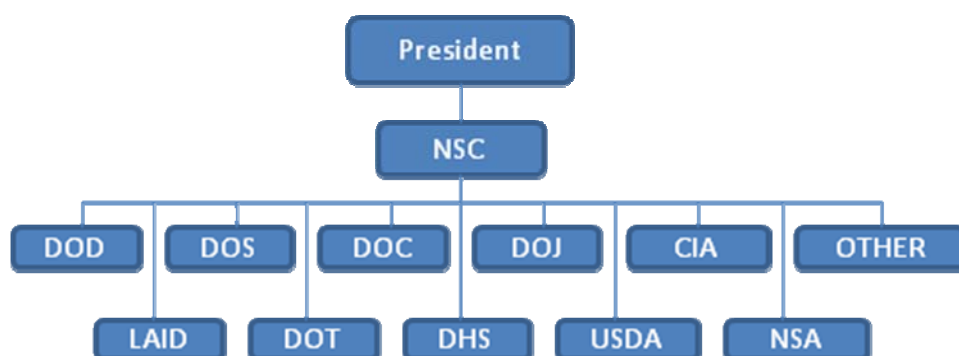 President
NSC
DOD DOS DOC DOJ CIA OTHER
LAID DOT DHS USDA NSA